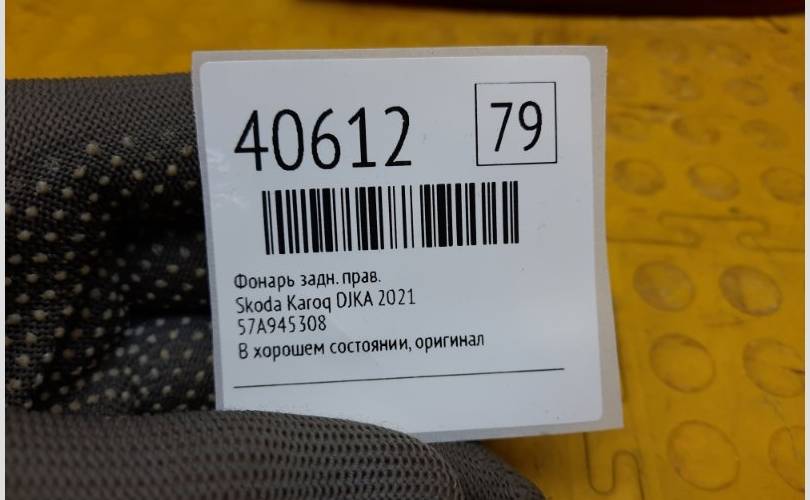 40612
79
Фонарь задн. прав.
Skoda Karoq DJKA 2021
57A945308
В хорошем состоянии, оригинал